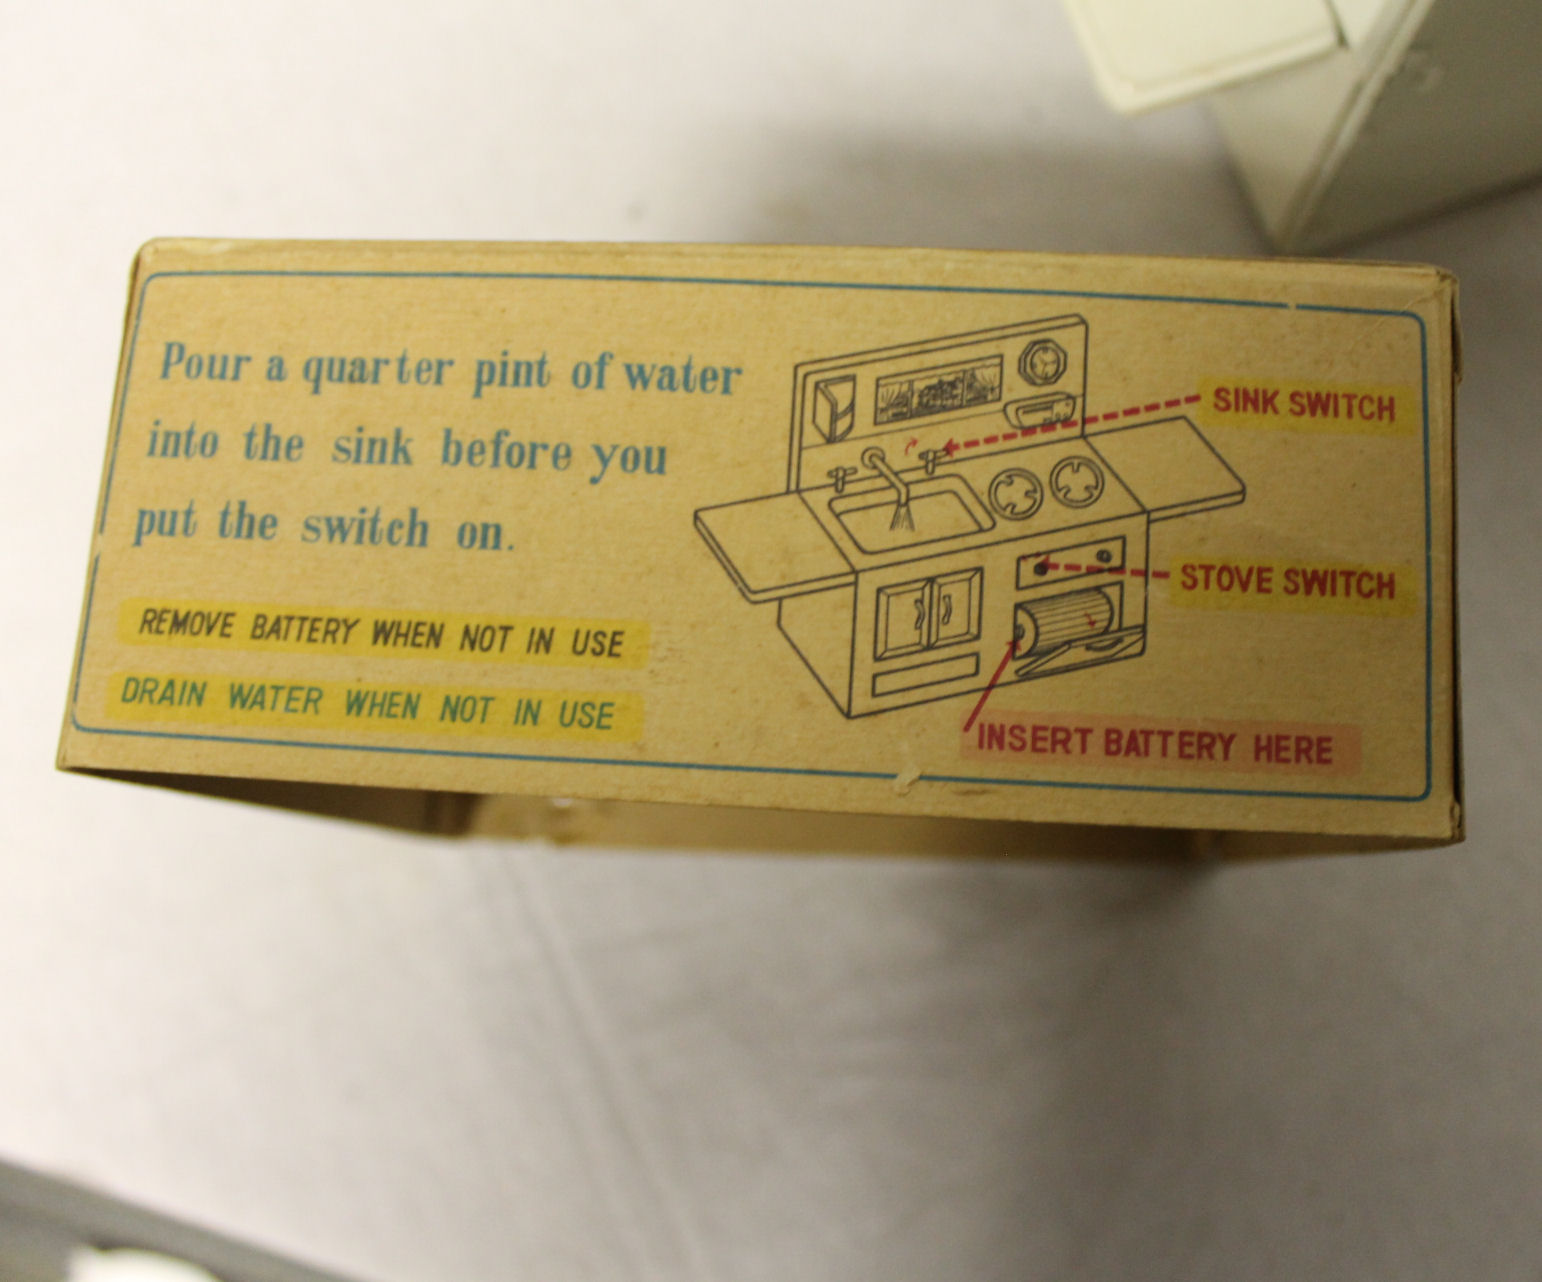 Pour a quarter pint of water
into the sink before you
put the switch on.
REMOVE BATTERY WHEN NOT IN USE
DRAIN WATER WHEN NOT IN USE
SINK SWITCH
STOVE SWITCH
INSERT BATTERY HERE